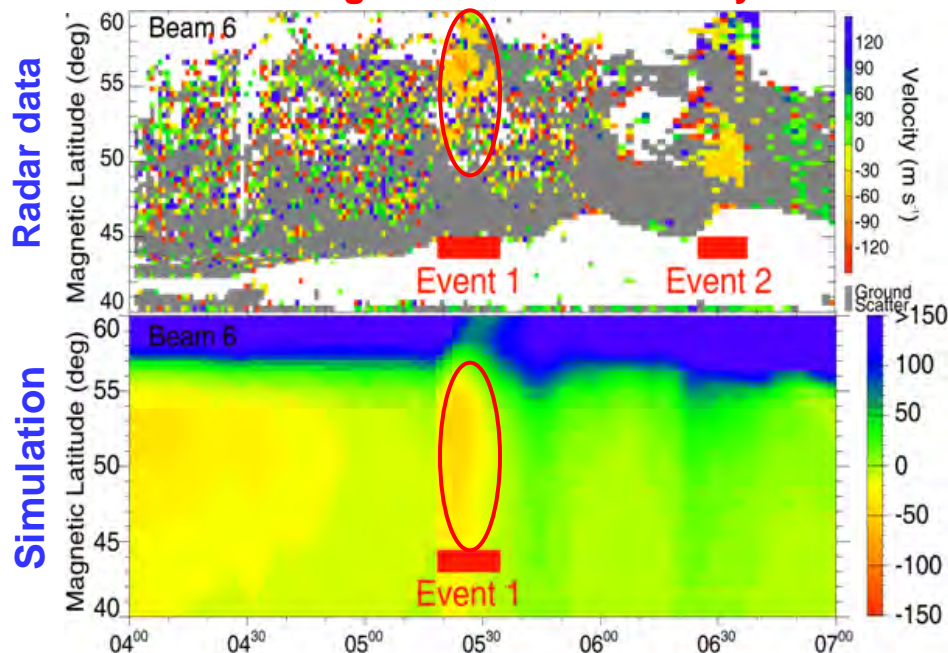 Radar data
Magnetic Latitude (deg)
60
55
50
45
40
Beam 6
Event 1
Event 2
120
90
60
30
0
-30
-60
-90
-120
Velocity (m s⁻¹)
Ground
Scatter
Simulation
Magnetic Latitude (deg)
60
55
50
45
40
Beam 6
Event 1
>150
100
50
0
-50
-100
-150
04⁰⁰
04³⁰
05⁰⁰
05³⁰
06⁰⁰
06³⁰
07⁰⁰